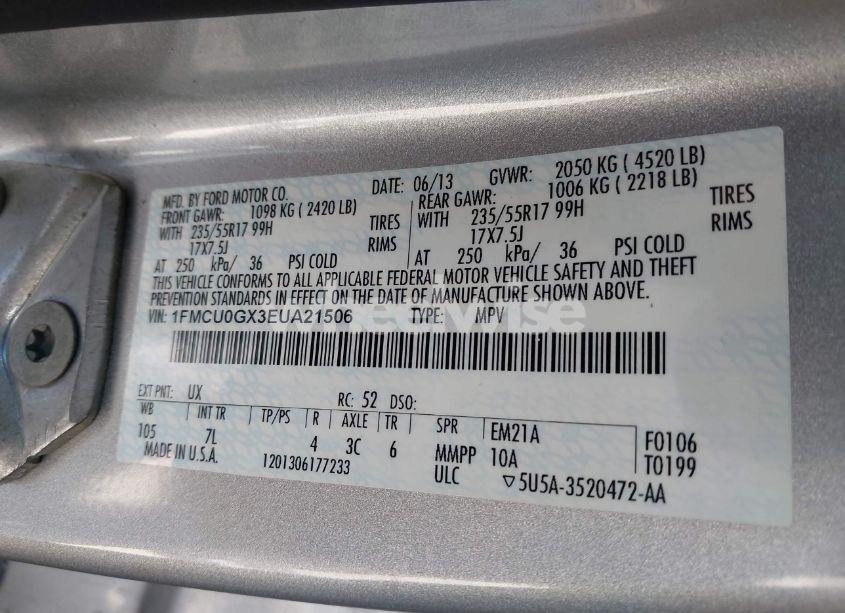 MFD. BY FORD MOTOR CO. DATE: 06/13 GVWR: 2050 KG ( 4520 LB)
FRONT GAWR: 1098 KG ( 2420 LB) REAR GAWR: 1006 KG ( 2218 LB)
WITH 235/55R17 99H TIRES WITH 235/55R17 99H TIRES
17X7.5J RIMS 17X7.5J RIMS
AT 250 kPa/ 36 PSI COLD AT 250 kPa/ 36 PSI COLD
THIS VEHICLE CONFORMS TO ALL APPLICABLE FEDERAL MOTOR VEHICLE SAFETY AND THEFT
PREVENTION STANDARDS IN EFFECT ON THE DATE OF MANUFACTURE SHOWN ABOVE.
VIN: 1FMCU0GX3EUA21506 TYPE: MPV
EXT PNT: UX RC: 52 DSO:
WB INT TR TP/PS R AXLE TR SPR EM21A F0106
105 7L 4 3C 6 MMPP 10A T0199
MADE IN U.S.A. 1201306177233 ULC ▽5U5A-3520472-AA